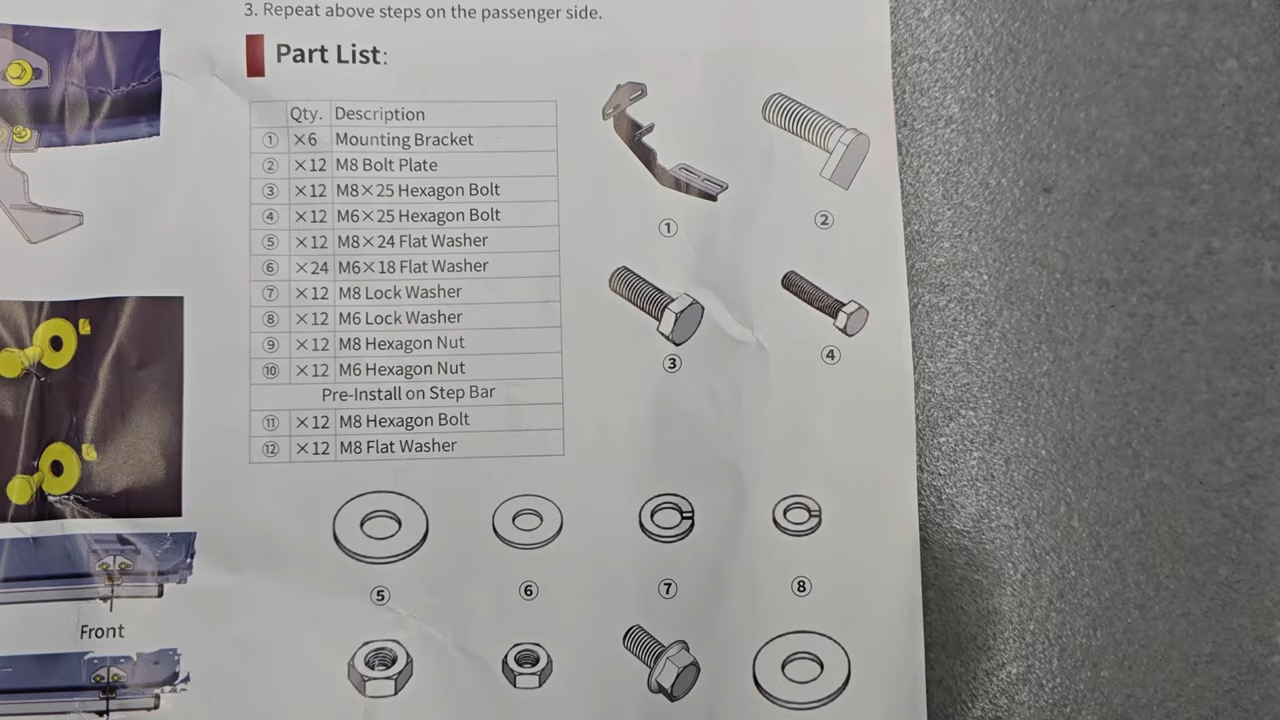 3. Repeat above steps on the passenger side.
Part List:
Qty. Description
① ×6 Mounting Bracket
② ×12 M8 Bolt Plate
③ ×12 M8×25 Hexagon Bolt
④ ×12 M6×25 Hexagon Bolt
⑤ ×12 M8×24 Flat Washer
⑥ ×24 M6×18 Flat Washer
⑦ ×12 M8 Lock Washer
⑧ ×12 M6 Lock Washer
⑨ ×12 M8 Hexagon Nut
⑩ ×12 M6 Hexagon Nut
Pre-Install on Step Bar
⑪ ×12 M8 Hexagon Bolt
⑫ ×12 M8 Flat Washer
① ②
③ ④
⑤ ⑥ ⑦ ⑧
Front